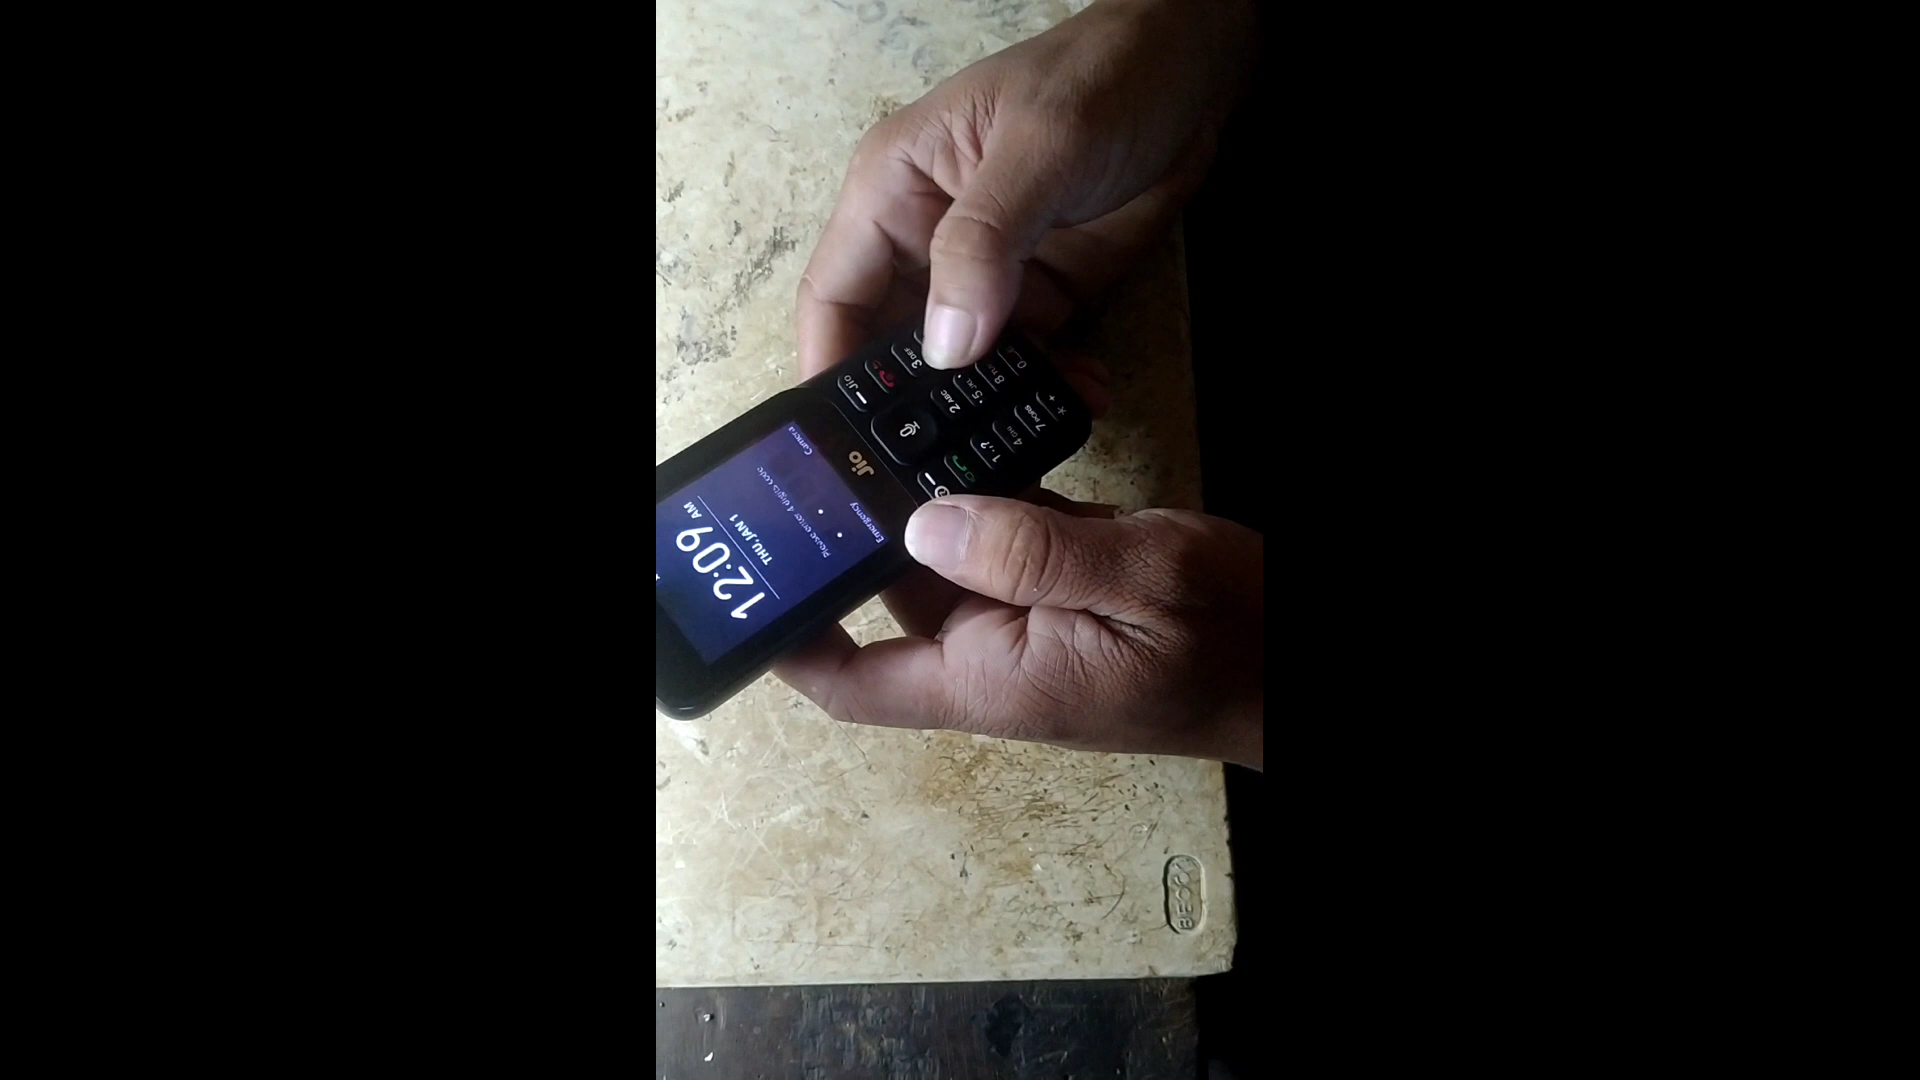 12:09 AM
THU, JAN 1
Please enter 4 digits code
Emergency
Camera
Jio
Jio
1 . , ?
2 ABC
3 DEF
4 GHI
5 JKL
7 PQRS
8 TUV
* +
0